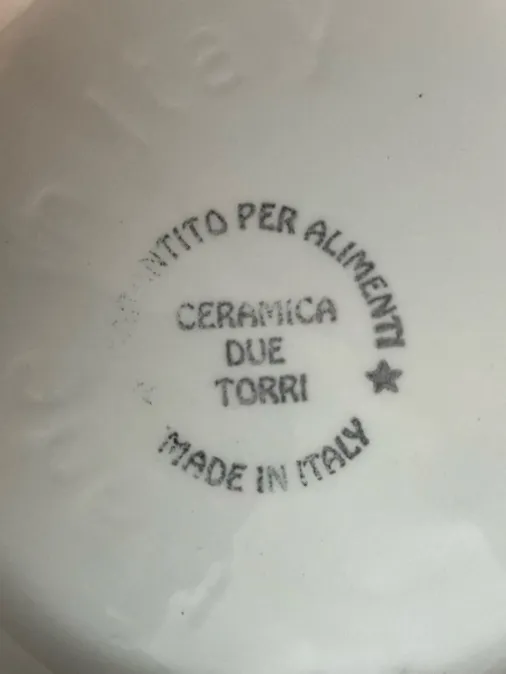 PER ALIMENTI
CERAMICA
DUE
TORRI
MADE IN ITALY